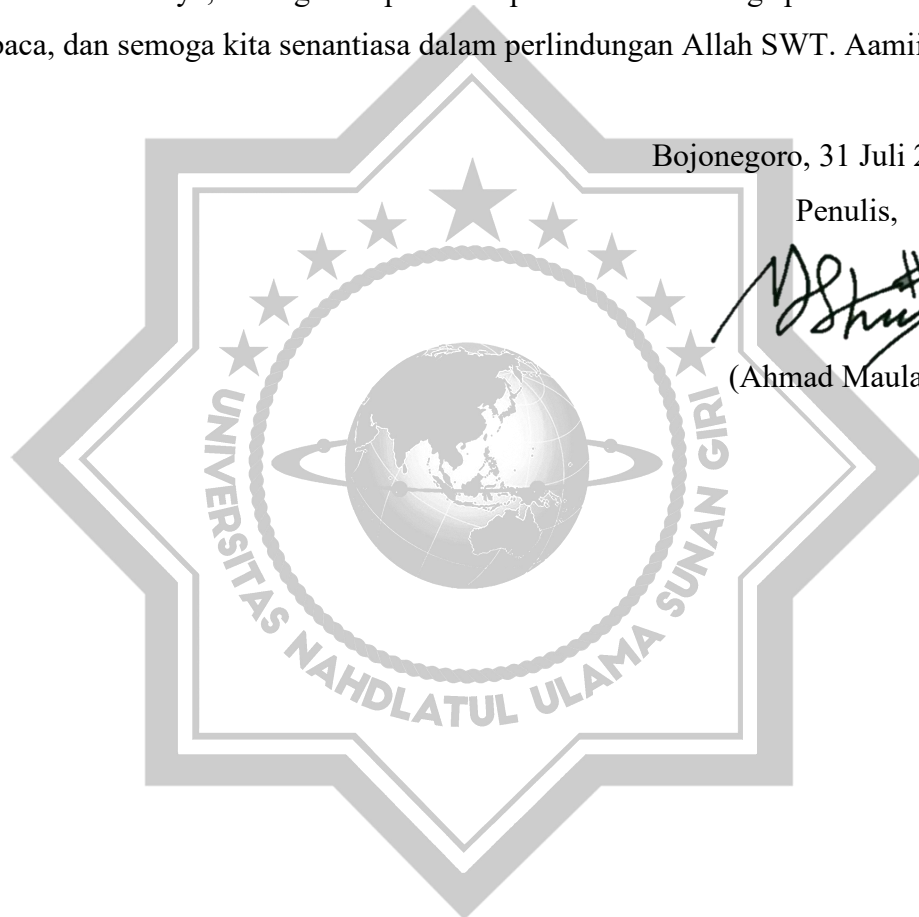 baca, dan semoga kita senantiasa dalam perlindungan Allah SWT. Aamii
Bojonegoro, 31 Juli 2
Penulis,
(Ahmad Maula
UNIVERSITAS NAHDLATUL ULAMA SUNAN GIRI